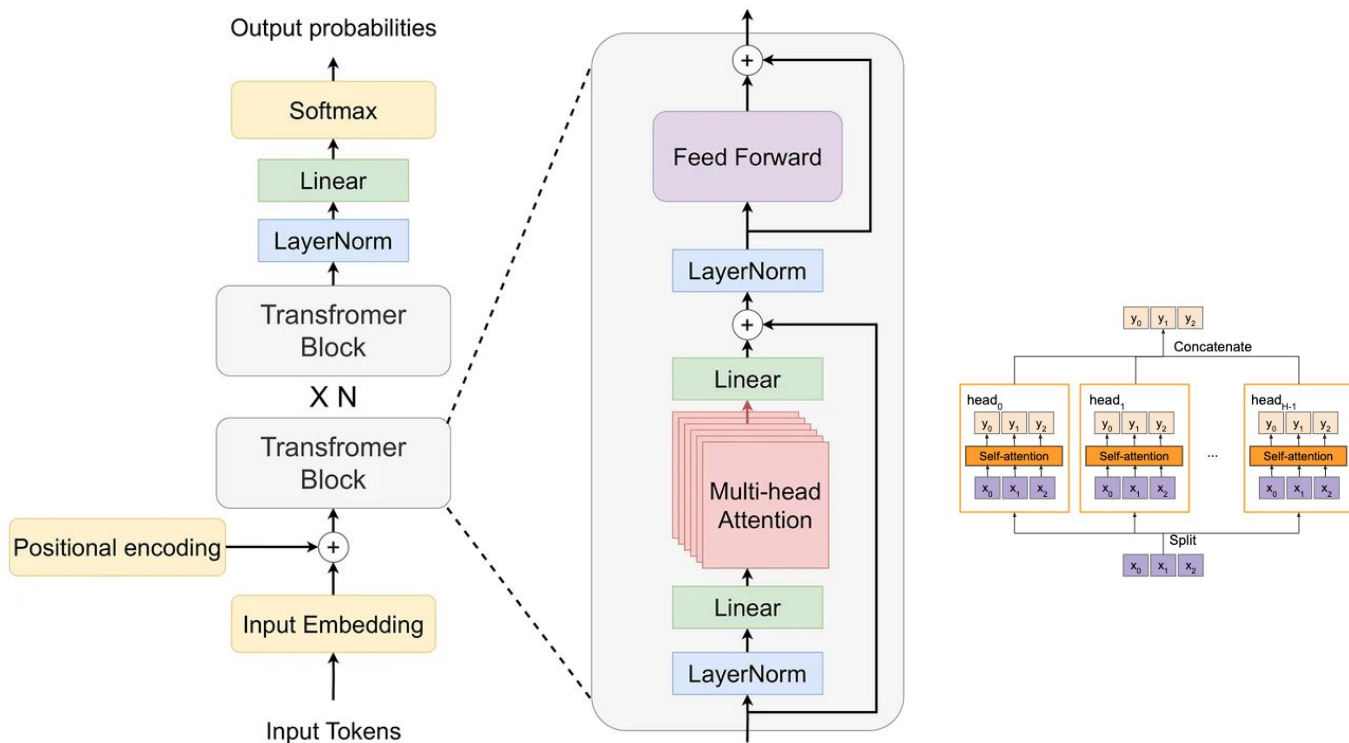 Output probabilities
Softmax
Linear
LayerNorm
Transfromer
Block
X N
Transfromer
Block
Positional encoding
+
Input Embedding
Input Tokens
+
Feed Forward
LayerNorm
+
Linear
Multi-head
Attention
Linear
LayerNorm
y₀ y₁ y₂
Concatenate
head₀
y₀ y₁ y₂
Self-attention
x₀ x₁ x₂
head₁
y₀ y₁ y₂
Self-attention
x₀ x₁ x₂
...
head_H-1
y₀ y₁ y₂
Self-attention
x₀ x₁ x₂
Split
x₀ x₁ x₂